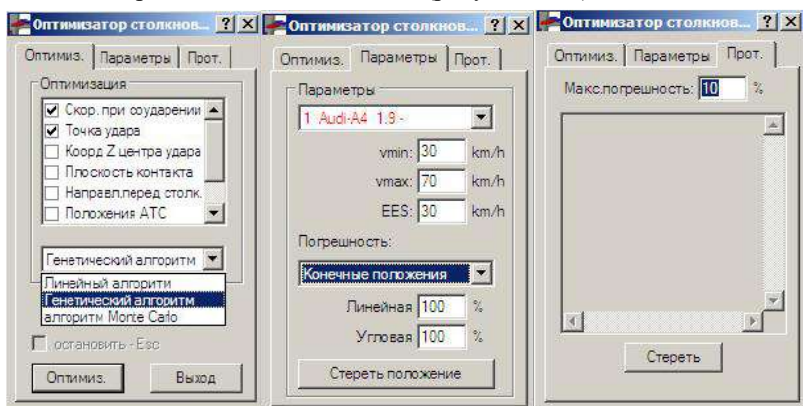 Оптимизатор столкнов... ? X
Оптимиз. Параметры Прот.
Оптимизация
Скор. при соударении
Точка удара
Коорд Z центра удара
Плоскость контакта
Направл.перед столк.
Положения АТС
Генетический алгоритм
Линейный алгоритм
Генетический алгоритм
алгоритм Monte Carlo
остановить - Esc
Оптимиз. Выход
Оптимизатор столкнов... ? X
Оптимиз. Параметры Прот.
Параметры
1 Audi-A4 1.9 -
vmin: 30 km/h
vmax: 70 km/h
EES: 30 km/h
Погрешность:
Конечные положения
Линейная 100 %
Угловая 100 %
Стереть положение
Оптимизатор столкнов... ? X
Оптимиз. Параметры Прот.
Макс.погрешность: 10 %
Стереть